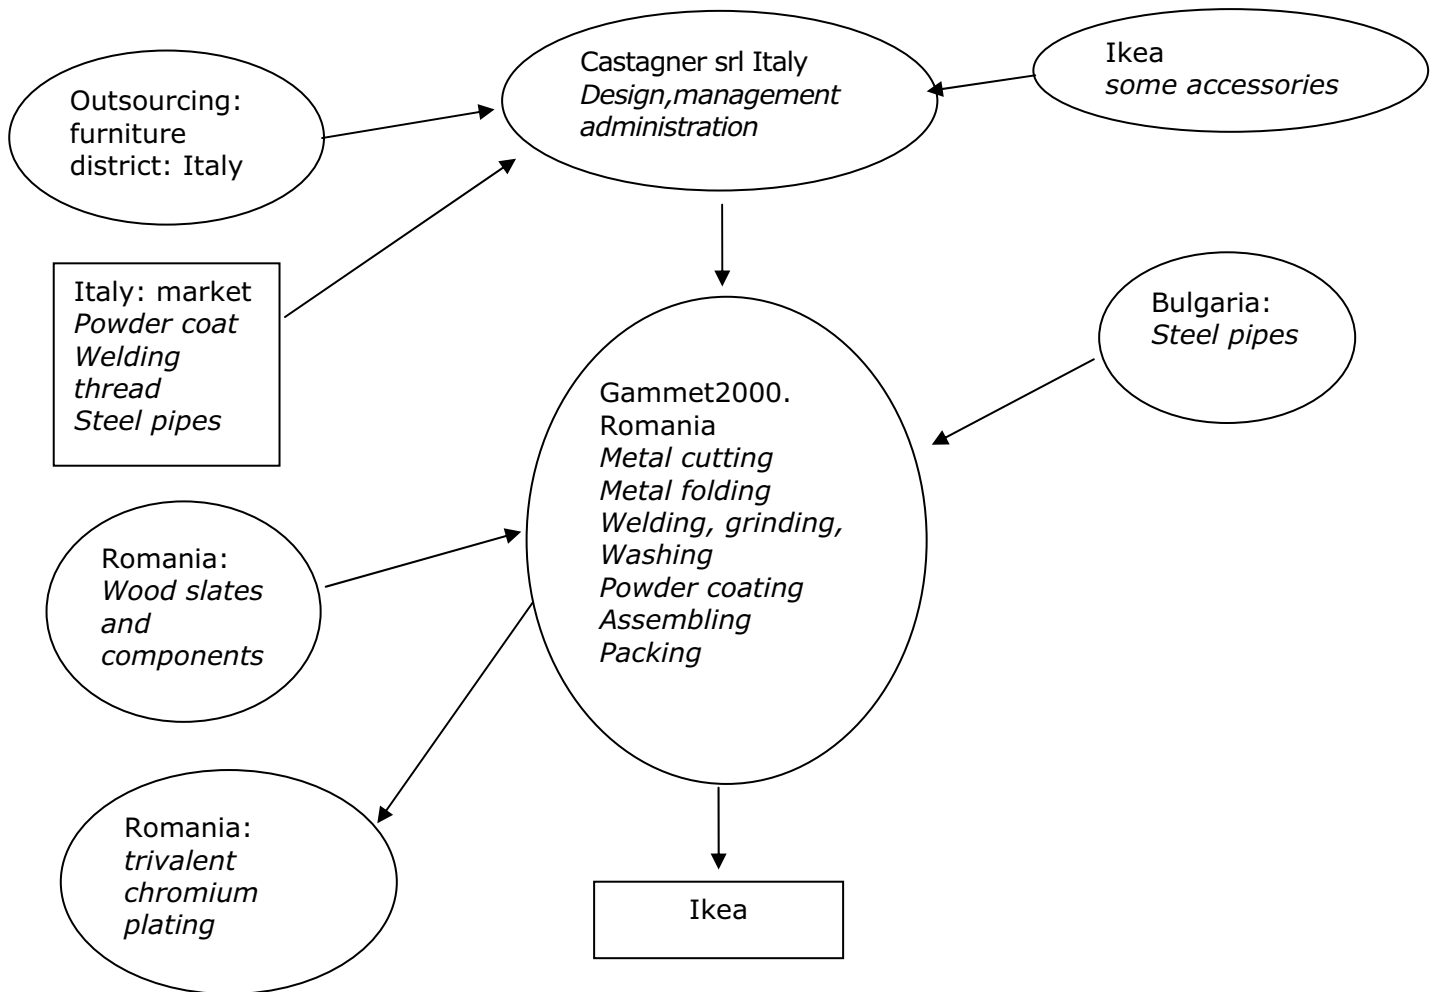 Castagner srl Italy
Design,management
administration
Ikea
some accessories
Outsourcing:
furniture
district: Italy
Italy: market
Powder coat
Welding
thread
Steel pipes
Bulgaria:
Steel pipes
Gammet2000.
Romania
Metal cutting
Metal folding
Welding, grinding,
Washing
Powder coating
Assembling
Packing
Romania:
Wood slates
and
components
Romania:
trivalent
chromium
plating
Ikea